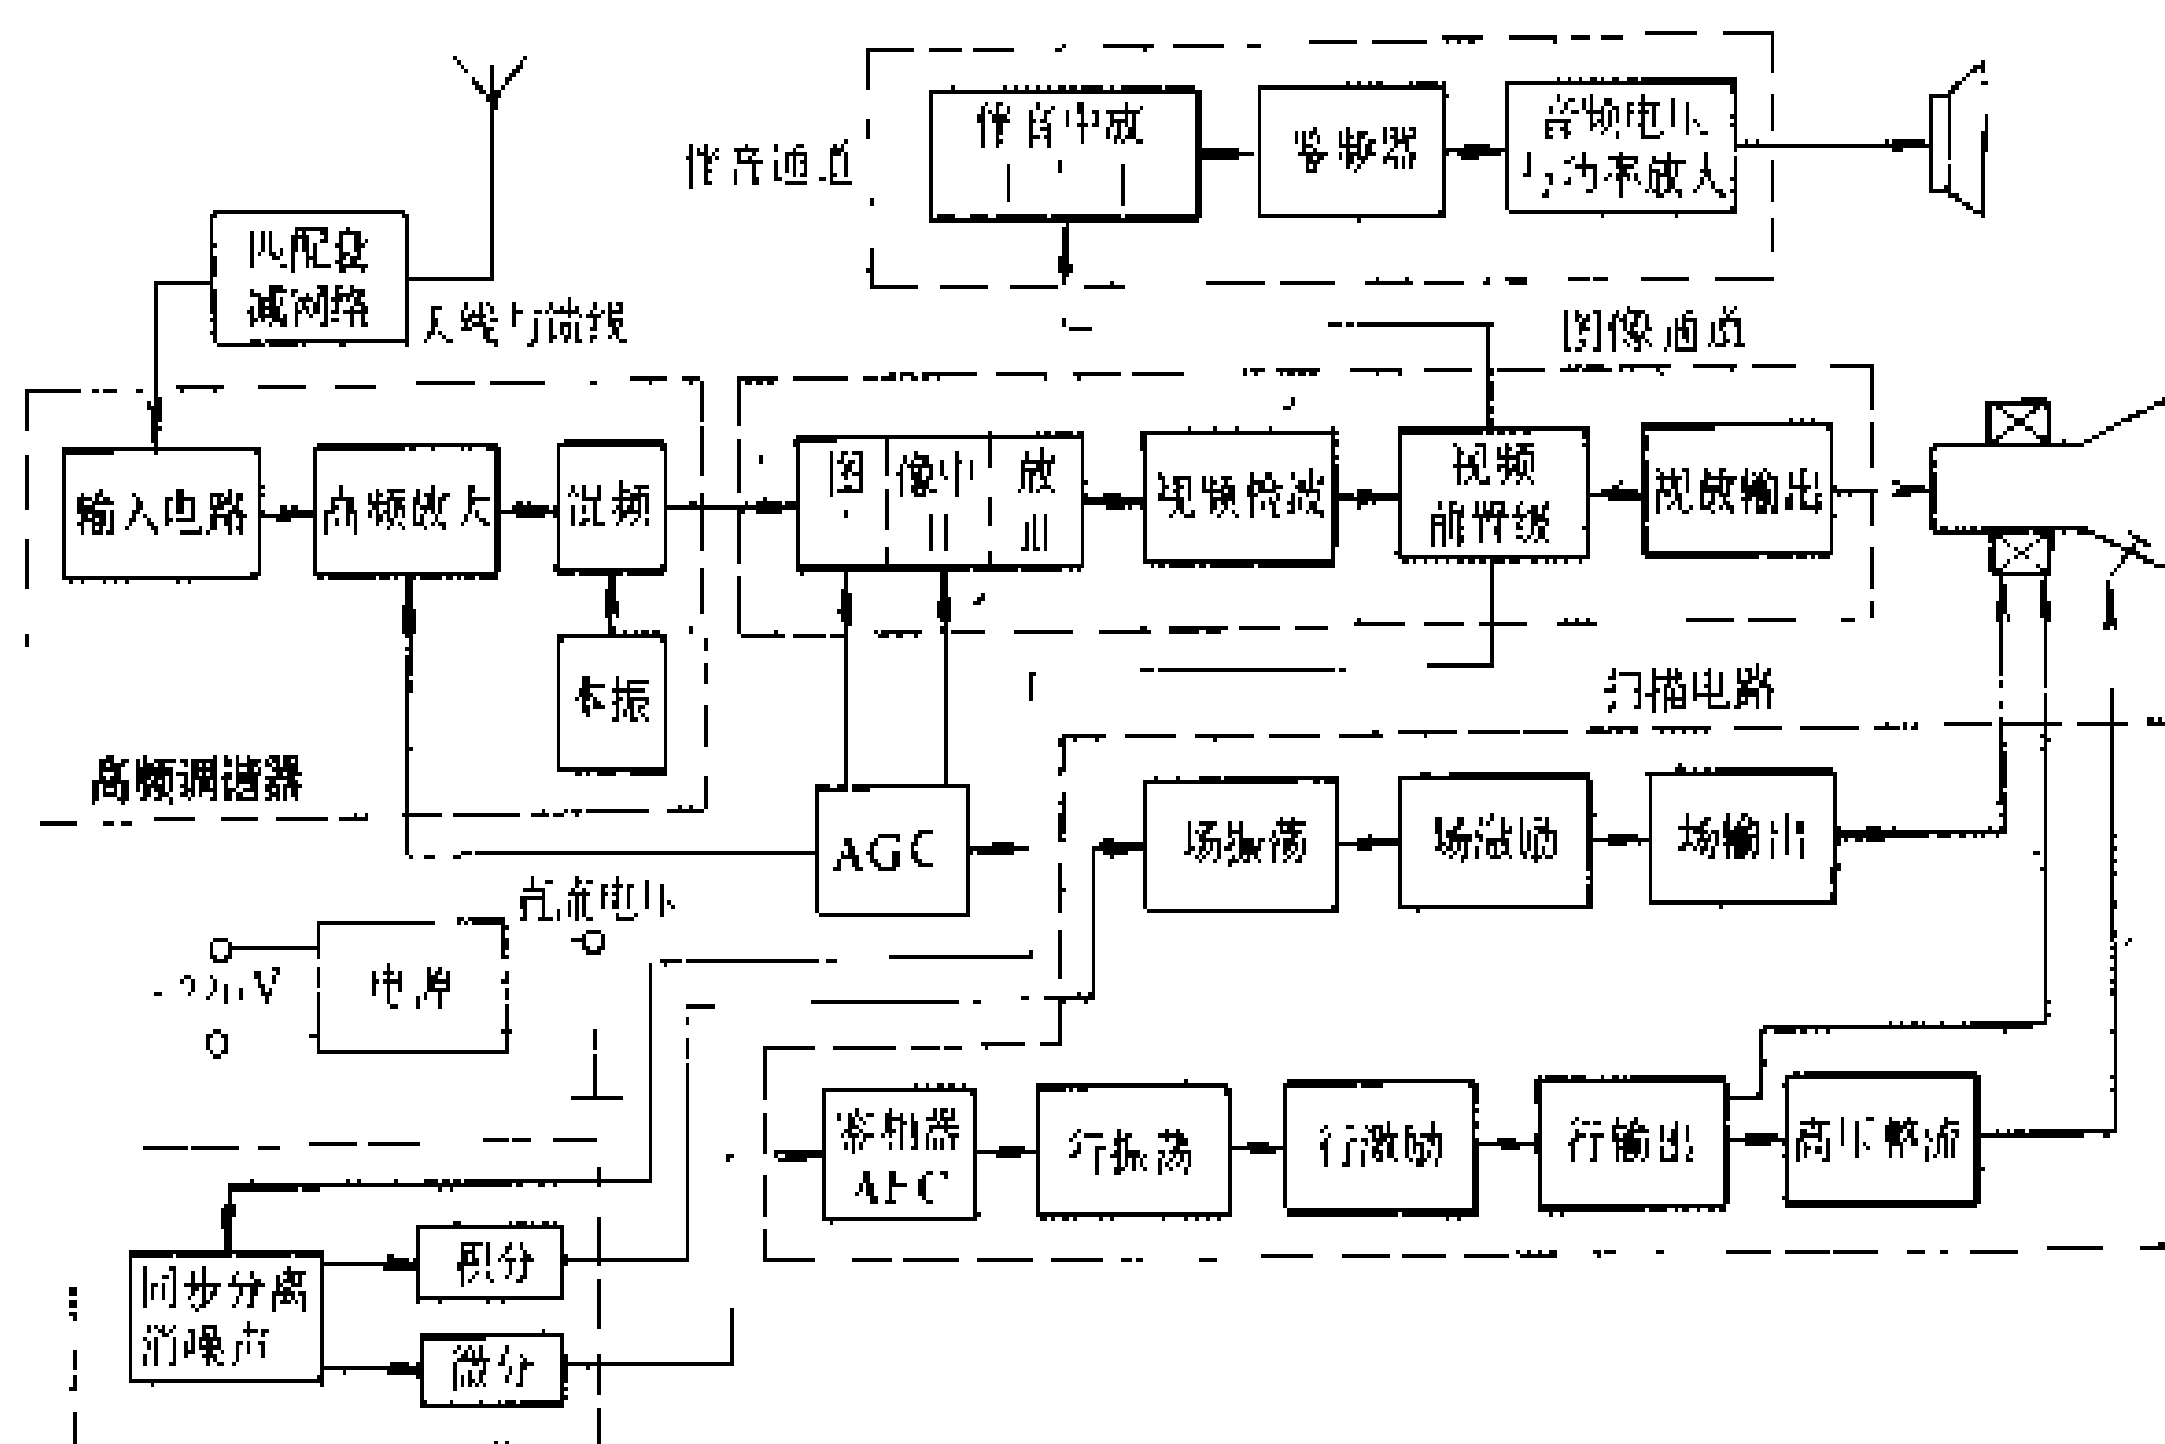 伴音通道
伴音中放
鉴频器
音频电压
与功率放大
匹配衰
减网络
天线与馈线
图像通道
输入电路
高频放大
混频
图像中放
视频检波
视频
前置级
视放输出
本振
扫描电路
高频调谐器
AGC
场振荡
场激励
场输出
直流电压
电源
鉴相器
AFC
行振荡
行激励
行输出
高压整流
同步分离
消噪声
积分
微分